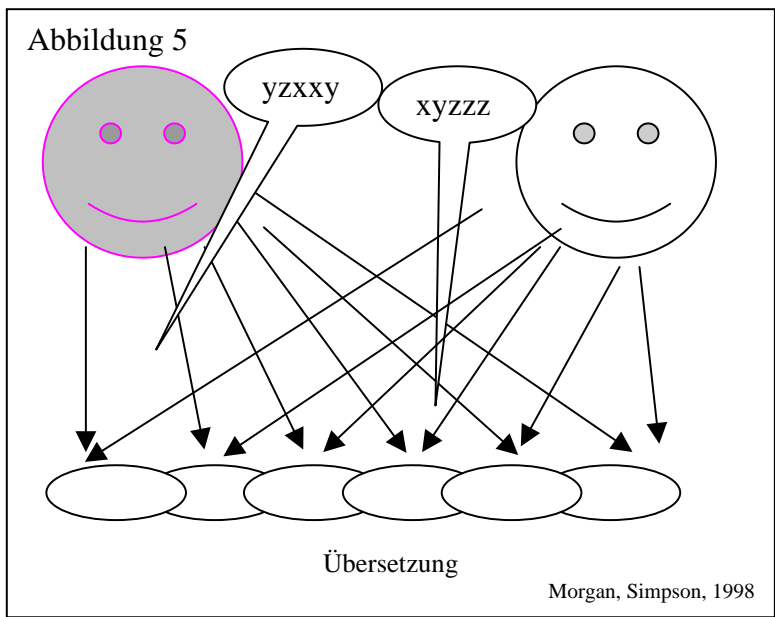 Abbildung 5
yzxxy
xyzzz
Übersetzung
Morgan, Simpson, 1998